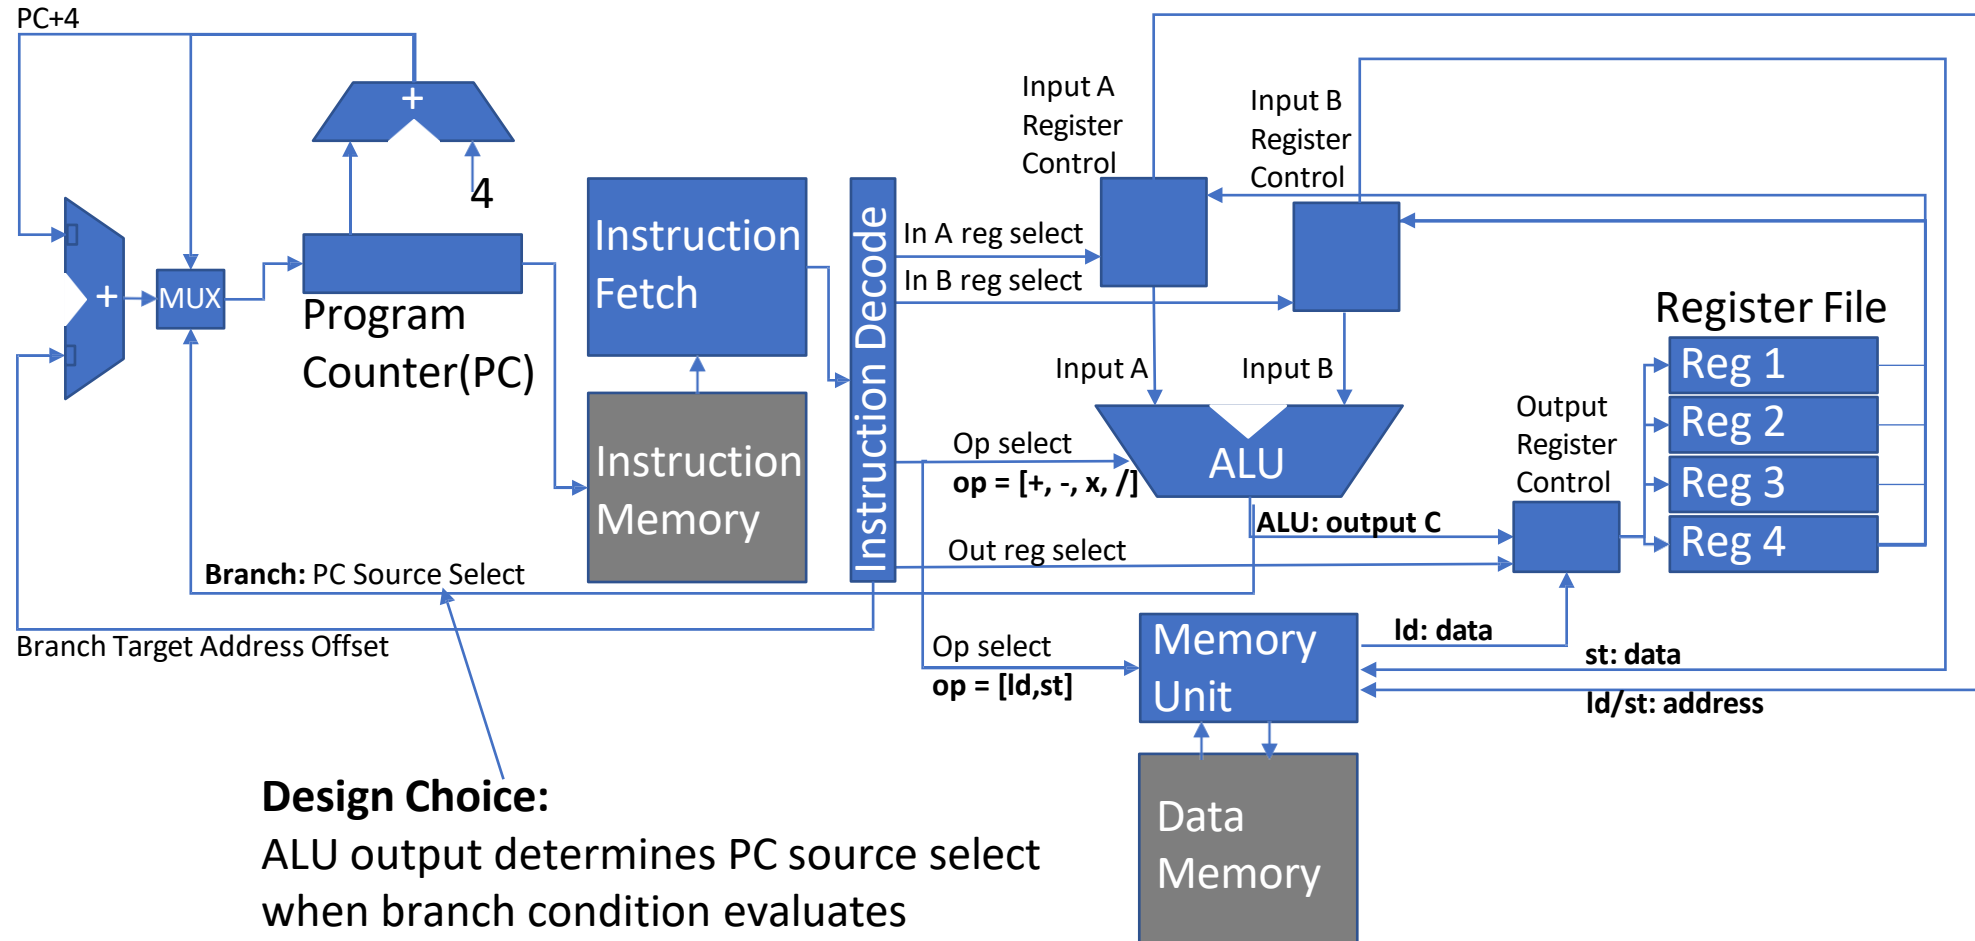 PC+4
+
4
+
MUX
Program
Counter(PC)
Instruction
Fetch
Instruction
Memory
Instruction Decode
Input A
Register
Control
Input B
Register
Control
In A reg select
In B reg select
Input A
Input B
Op select
op = [+, -, x, /]
ALU
ALU: output C
Out reg select
Output
Register
Control
Register File
Reg 1
Reg 2
Reg 3
Reg 4
Branch: PC Source Select
Branch Target Address Offset
Op select
op = [ld,st]
Memory
Unit
ld: data
st: data
ld/st: address
Data
Memory
Design Choice:
ALU output determines PC source select
when branch condition evaluates